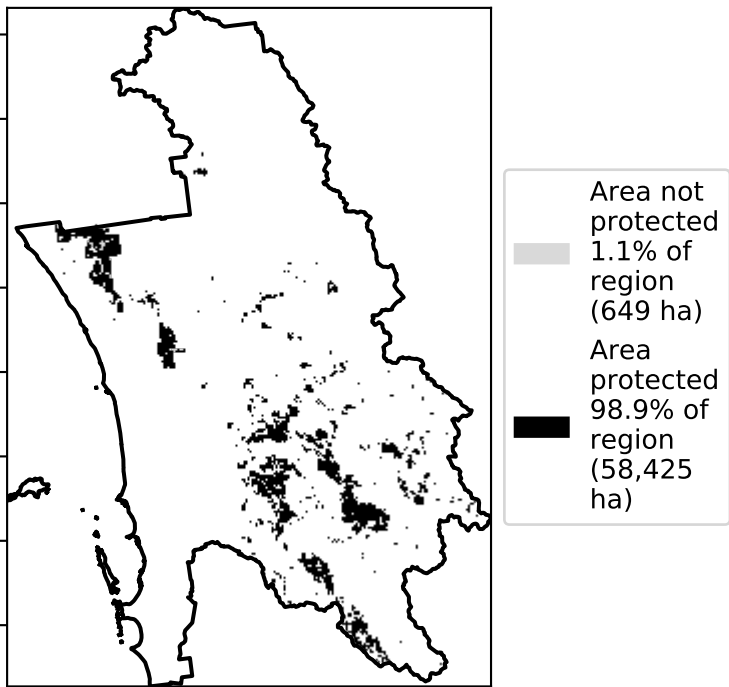 Area not
protected
1.1% of
region
(649 ha)
Area
protected
98.9% of
region
(58,425
ha)